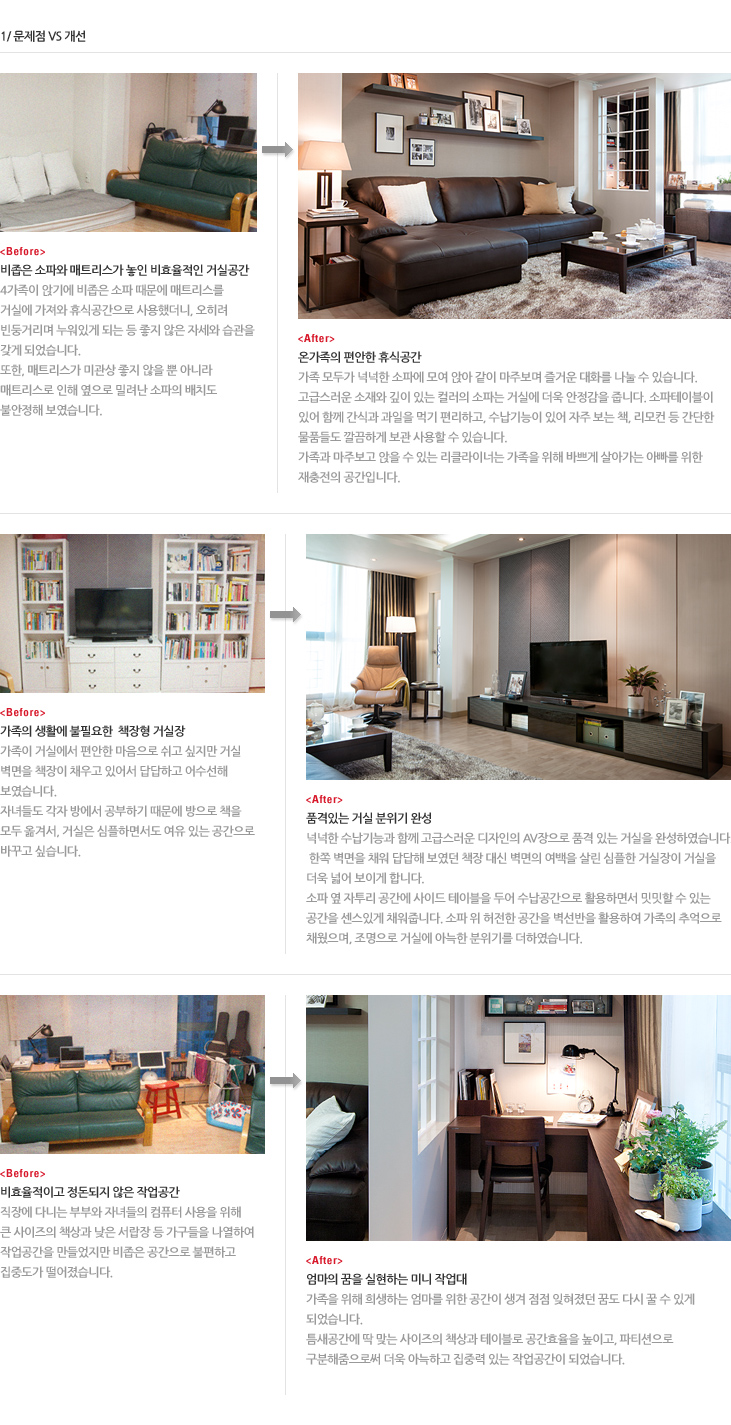 1/ 문제점 VS 개선
<Before>
비좁은 소파와 매트리스가 놓인 비효율적인 거실공간
4가족이 앉기에 비좁은 소파 때문에 매트리스를
거실에 가져와 휴식공간으로 사용했더니, 오히려
빈둥거리며 누워있게 되는 등 좋지 않은 자세와 습관을
갖게 되었습니다.
또한, 매트리스가 미관상 좋지 않을 뿐 아니라
매트리스로 인해 옆으로 밀려난 소파의 배치도
불안정해 보였습니다.
<After>
온가족의 편안한 휴식공간
가족 모두가 넉넉한 소파에 모여 앉아 같이 마주보며 즐거운 대화를 나눌 수 있습니다.
고급스러운 소재와 깊이 있는 컬러의 소파는 거실에 더욱 안정감을 줍니다. 소파테이블이
있어 함께 간식과 과일을 먹기 편리하고, 수납기능이 있어 자주 보는 책, 리모컨 등 간단한
물품들도 깔끔하게 보관 사용할 수 있습니다.
가족과 마주보고 앉을 수 있는 리클라이너는 가족을 위해 바쁘게 살아가는 아빠를 위한
재충전의 공간입니다.
<Before>
가족의 생활에 불필요한  책장형 거실장
가족이 거실에서 편안한 마음으로 쉬고 싶지만 거실
벽면을 책장이 채우고 있어서 답답하고 어수선해
보였습니다.
자녀들도 각자 방에서 공부하기 때문에 방으로 책을
모두 옮겨서, 거실은 심플하면서도 여유 있는 공간으로
바꾸고 싶습니다.
<After>
품격있는 거실 분위기 완성
넉넉한 수납기능과 함께 고급스러운 디자인의 AV장으로 품격 있는 거실을 완성하였습니다
한쪽 벽면을 채워 답답해 보였던 책장 대신 벽면의 여백을 살린 심플한 거실장이 거실을
더욱 넓어 보이게 합니다.
소파 옆 자투리 공간에 사이드 테이블을 두어 수납공간으로 활용하면서 밋밋할 수 있는
공간을 센스있게 채워줍니다. 소파 위 허전한 공간을 벽선반을 활용하여 가족의 추억으로
채웠으며, 조명으로 거실에 아늑한 분위기를 더하였습니다.
<Before>
비효율적이고 정돈되지 않은 작업공간
직장에 다니는 부부와 자녀들의 컴퓨터 사용을 위해
큰 사이즈의 책상과 낮은 서랍장 등 가구들을 나열하여
작업공간을 만들었지만 비좁은 공간으로 불편하고
집중도가 떨어졌습니다.
<After>
엄마의 꿈을 실현하는 미니 작업대
가족을 위해 희생하는 엄마를 위한 공간이 생겨 점점 잊혀졌던 꿈도 다시 꿀 수 있게
되었습니다.
틈새공간에 딱 맞는 사이즈의 책상과 테이블로 공간효율을 높이고, 파티션으로
구분해줌으로써 더욱 아늑하고 집중력 있는 작업공간이 되었습니다.